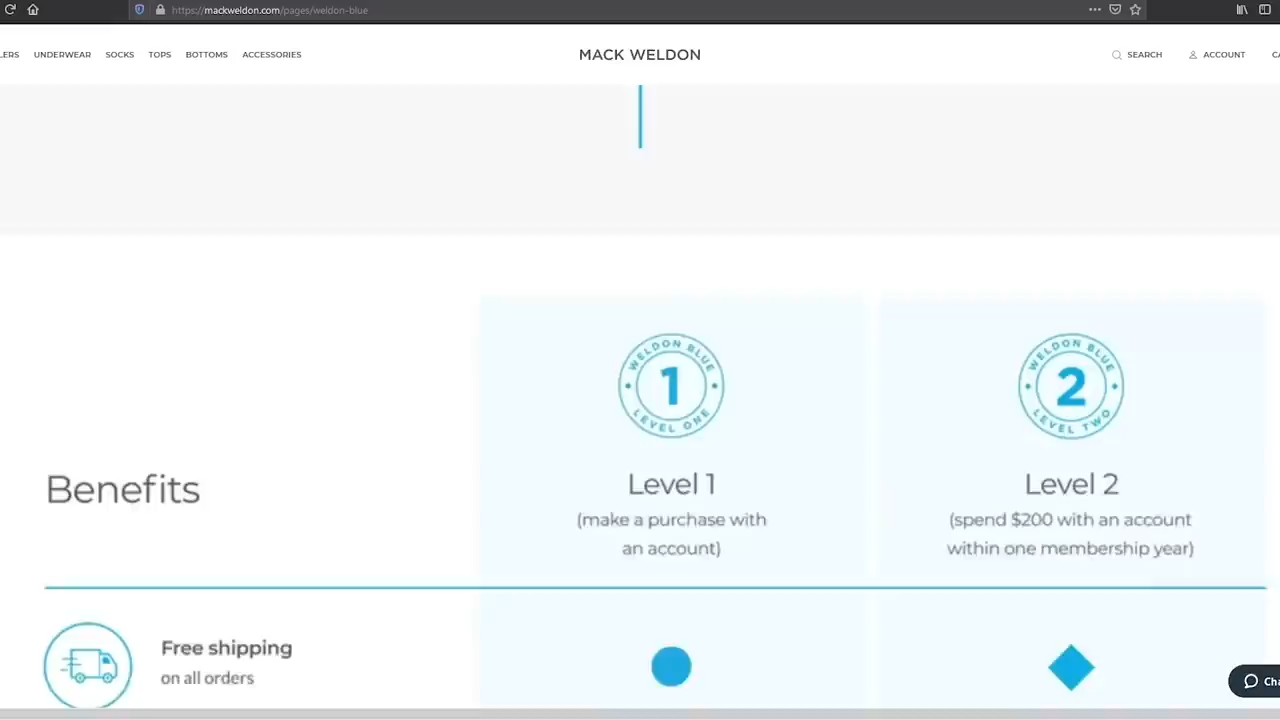 https://mackweldon.com/pages/weldon-blue
UNDERWEAR SOCKS TOPS BOTTOMS ACCESSORIES
MACK WELDON
SEARCH
ACCOUNT
WELDON BLUE
1
LEVEL ONE
WELDON BLUE
2
LEVEL TWO
Benefits
Level 1
(make a purchase with
an account)
Level 2
(spend $200 with an account
within one membership year)
Free shipping
on all orders